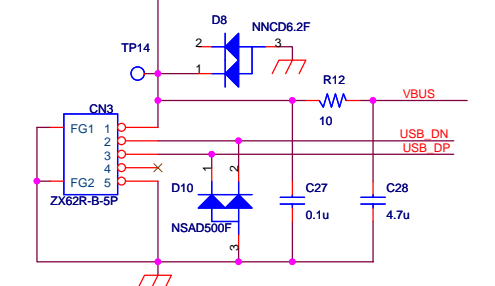 D8
NNCD6.2F
2
3
TP14
1
R12
VBUS
10
CN3
FG1
1
2
USB_DN
3
USB_DP
4
FG2
5
ZX62R-B-5P
1
2
D10
C27
C28
0.1u
4.7u
NSAD500F
3